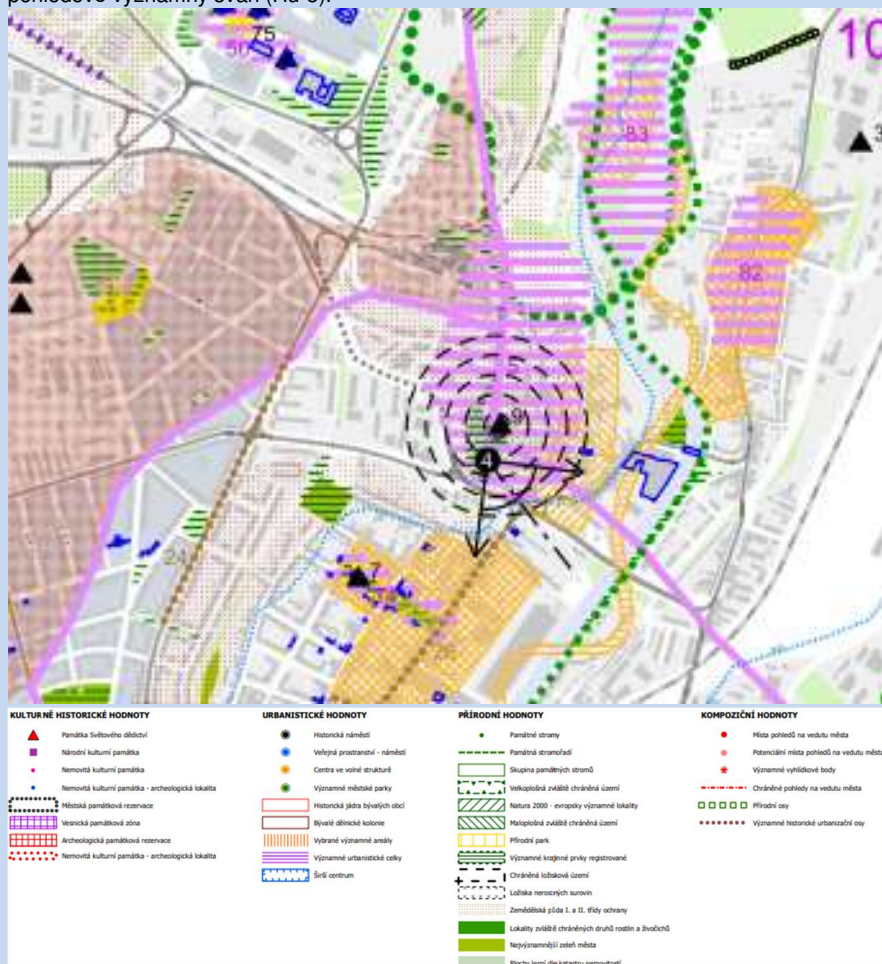 75
50
10
83
3
82
9
4
24
7
KULTURNĚ HISTORICKÉ HODNOTY
Památka Světového dědictví
Národní kulturní památka
Nemovitá kulturní památka
Nemovitá kulturní památka - archeologická lokalita
Městská památková rezervace
Vesnická památková zóna
Archeologická památková rezervace
Nemovitá kulturní památka - archeologická lokalita
URBANISTICKÉ HODNOTY
Historická náměstí
Veřejná prostranství - náměstí
Centra ve volné struktuře
Významné městské parky
Historická jádra bývalých obcí
Bývalé dělnické kolonie
Vybrané významné areály
Významné urbanistické celky
Širší centrum
PŘÍRODNÍ HODNOTY
Památné stromy
Památná stromořadí
Skupina památných stromů
Velkoplošná zvláště chráněná území
Natura 2000 - evropsky významné lokality
Maloplošná zvláště chráněná území
Přírodní park
Významné krajinné prvky registrované
Chráněná ložisková území
Ložiska nerostných surovin
Zemědělská půda I. a II. třídy ochrany
Lokality zvláště chráněných druhů rostlin a živočichů
Nejvýznamnější zeleň města
Plochy lesní dle katastru nemovitostí
KOMPOZIČNÍ HODNOTY
Místa pohledů na vedutu města
Potenciální místa pohledů na vedutu města
Významné vyhlídkové body
Chráněné pohledy na vedutu města
Přírodní osy
Významné historické urbanizační osy